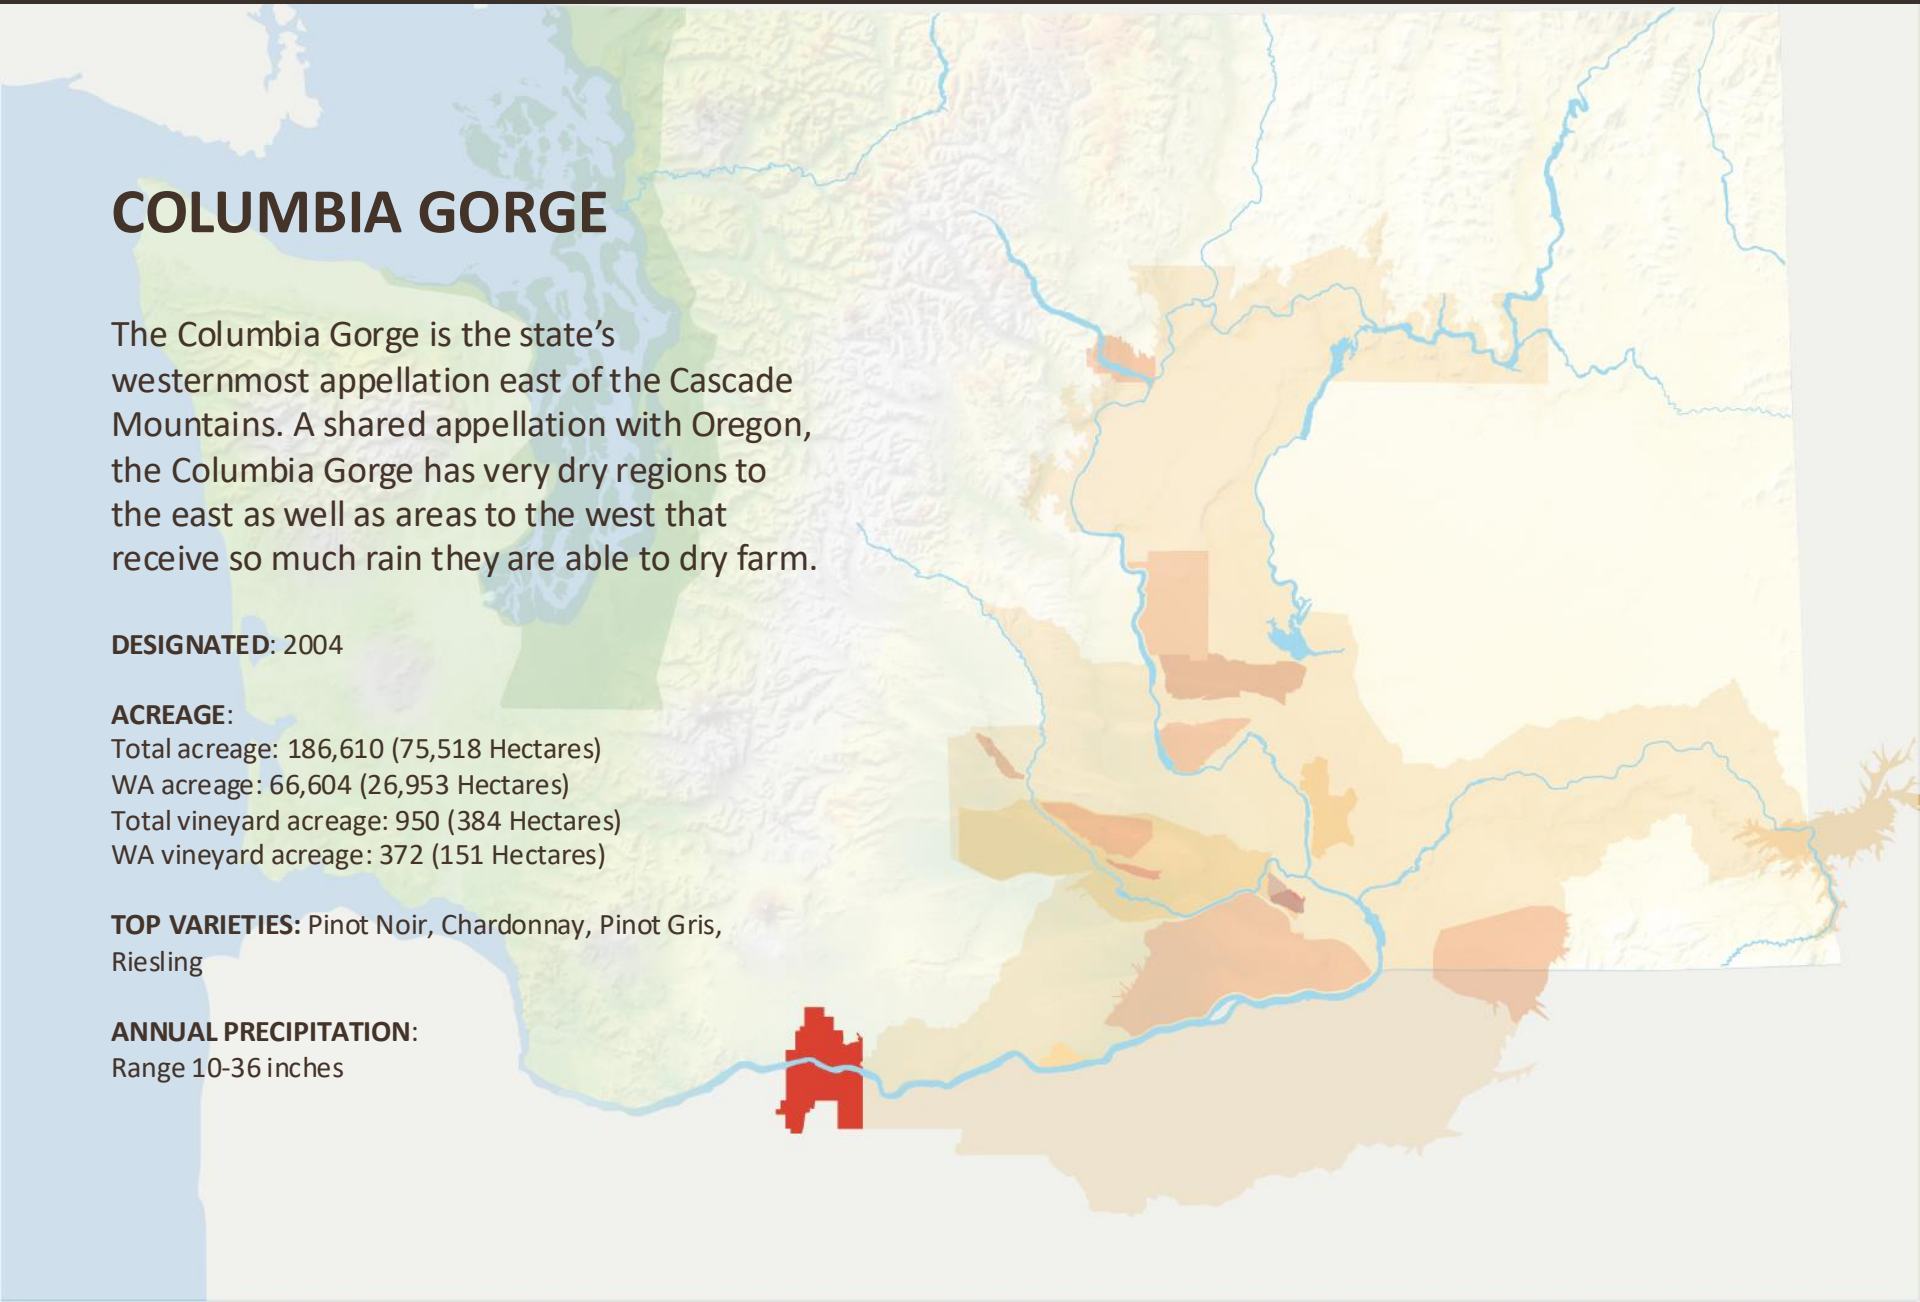 COLUMBIA GORGE
The Columbia Gorge is the state’s
westernmost appellation east of the Cascade
Mountains. A shared appellation with Oregon,
the Columbia Gorge has very dry regions to
the east as well as areas to the west that
receive so much rain they are able to dry farm.
DESIGNATED: 2004
ACREAGE:
Total acreage: 186,610 (75,518 Hectares)
WA acreage: 66,604 (26,953 Hectares)
Total vineyard acreage: 950 (384 Hectares)
WA vineyard acreage: 372 (151 Hectares)
TOP VARIETIES: Pinot Noir, Chardonnay, Pinot Gris,
Riesling
ANNUAL PRECIPITATION:
Range 10-36 inches